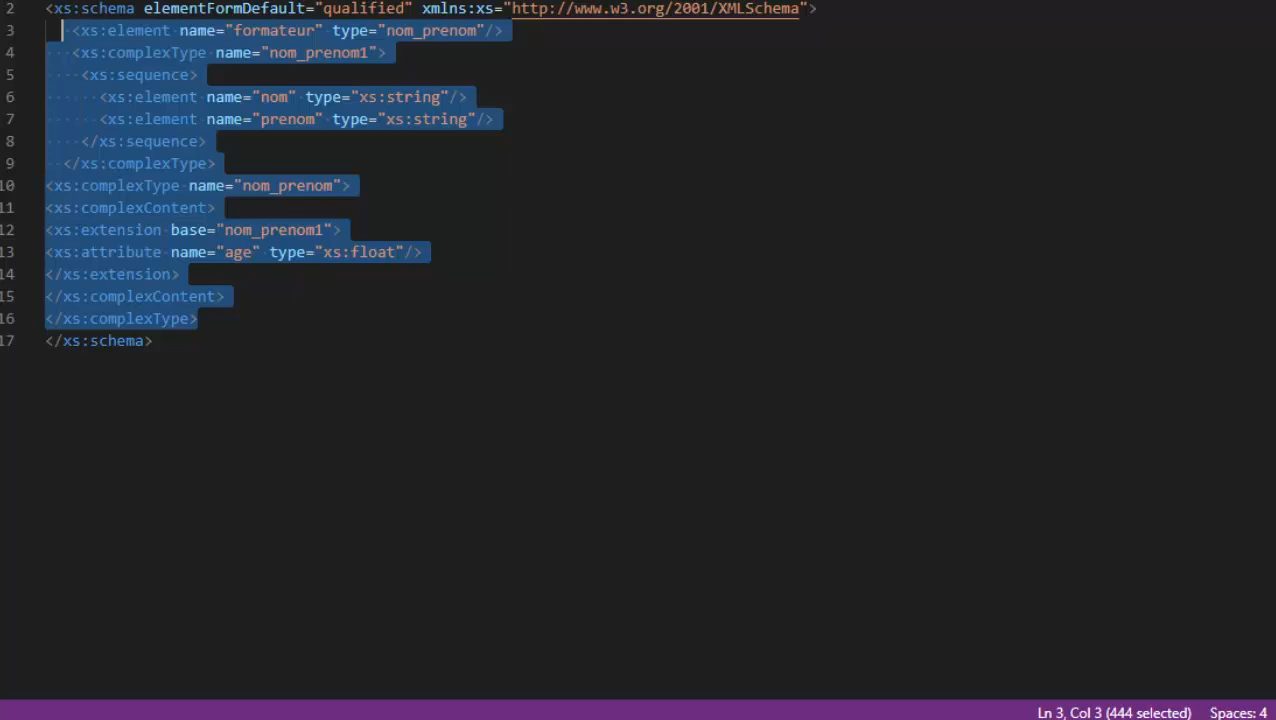 2 <xs:schema elementFormDefault="qualified" xmlns:xs="http://www.w3.org/2001/XMLSchema">
3 <xs:element name="formateur" type="nom_prenom"/>
4 <xs:complexType name="nom_prenom1">
5 <xs:sequence>
6 <xs:element name="nom" type="xs:string"/>
7 <xs:element name="prenom" type="xs:string"/>
8 </xs:sequence>
9 </xs:complexType>
10 <xs:complexType name="nom_prenom">
11 <xs:complexContent>
12 <xs:extension base="nom_prenom1">
13 <xs:attribute name="age" type="xs:float"/>
14 </xs:extension>
15 </xs:complexContent>
16 </xs:complexType>
17 </xs:schema>
Ln 3, Col 3 (444 selected) Spaces: 4